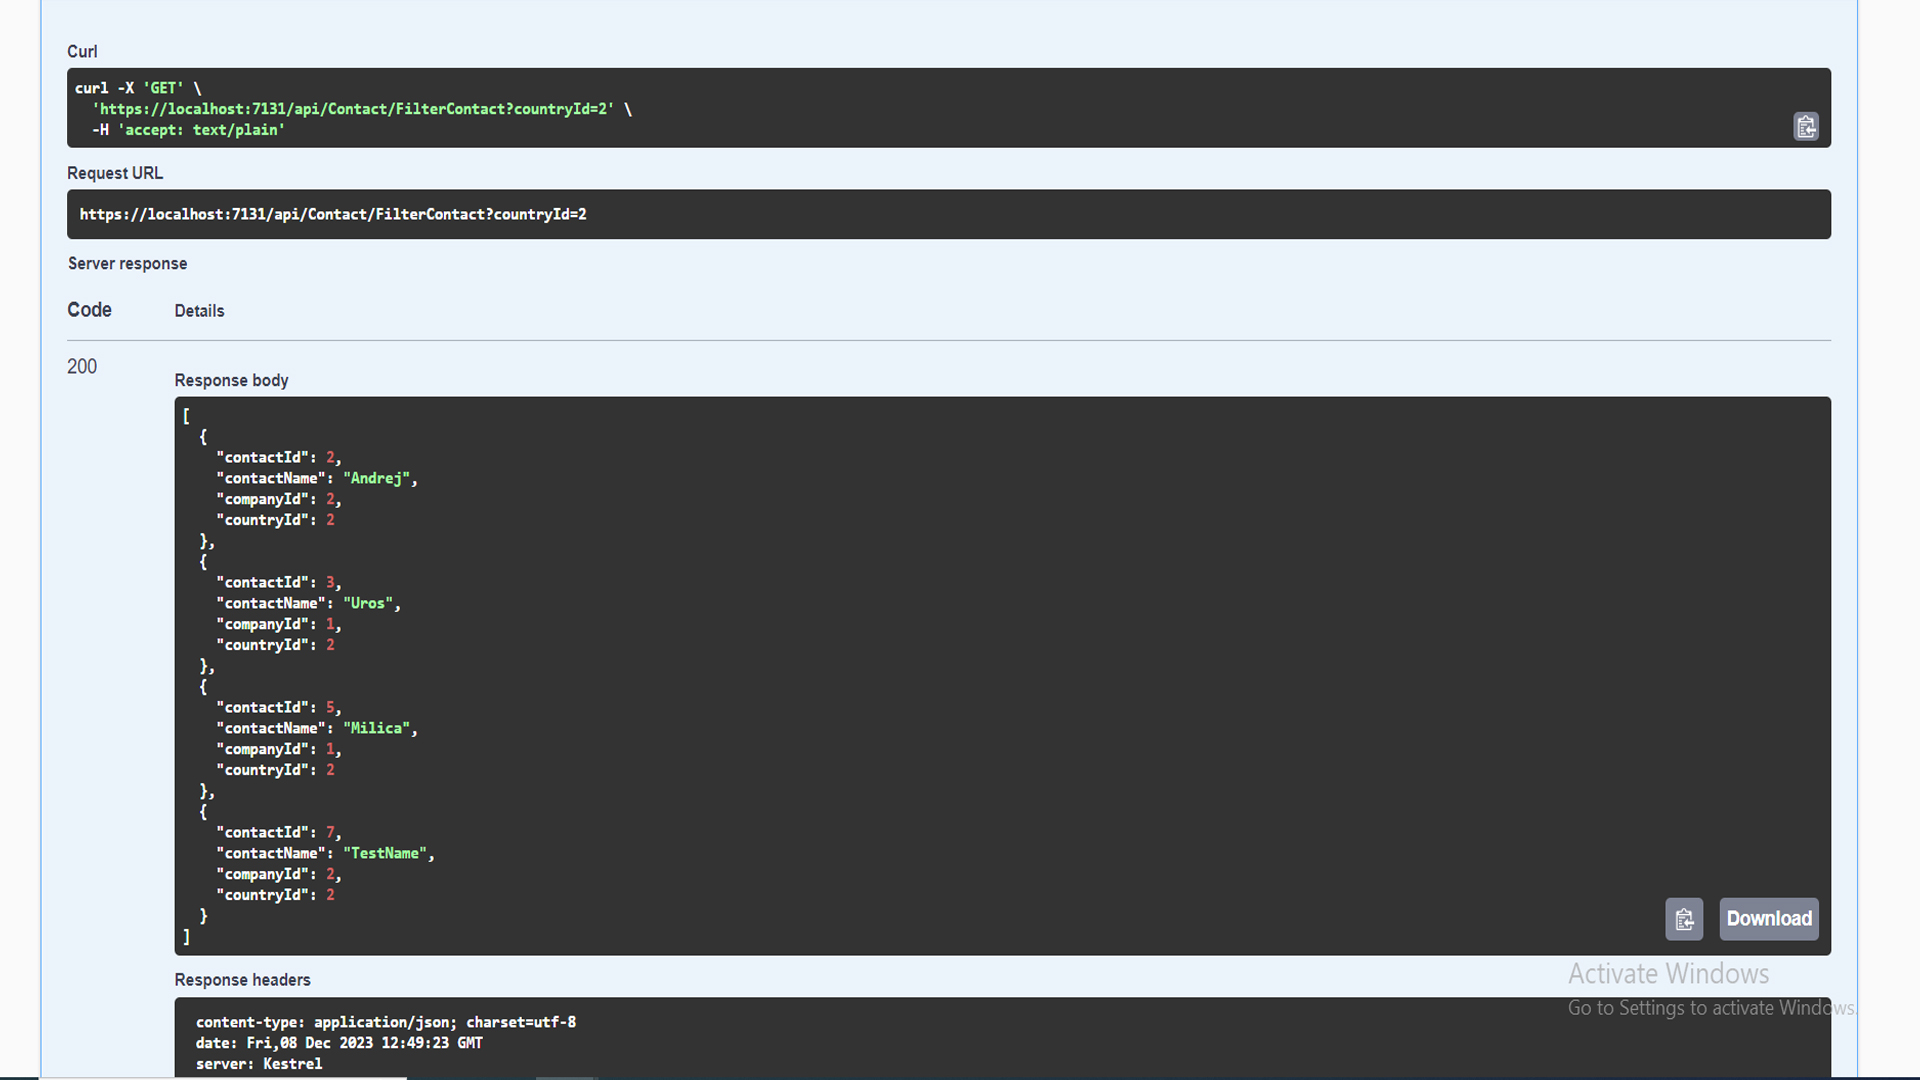 Curl
curl -X 'GET' \
  'https://localhost:7131/api/Contact/FilterContact?countryId=2' \
  -H 'accept: text/plain'
Request URL
https://localhost:7131/api/Contact/FilterContact?countryId=2
Server response
Code Details
200
Response body
[
  {
    "contactId": 2,
    "contactName": "Andrej",
    "companyId": 2,
    "countryId": 2
  },
  {
    "contactId": 3,
    "contactName": "Uros",
    "companyId": 1,
    "countryId": 2
  },
  {
    "contactId": 5,
    "contactName": "Milica",
    "companyId": 1,
    "countryId": 2
  },
  {
    "contactId": 7,
    "contactName": "TestName",
    "companyId": 2,
    "countryId": 2
  }
]
Download
Response headers
Activate Windows
Go to Settings to activate Windows.
content-type: application/json; charset=utf-8
date: Fri,08 Dec 2023 12:49:23 GMT
server: Kestrel